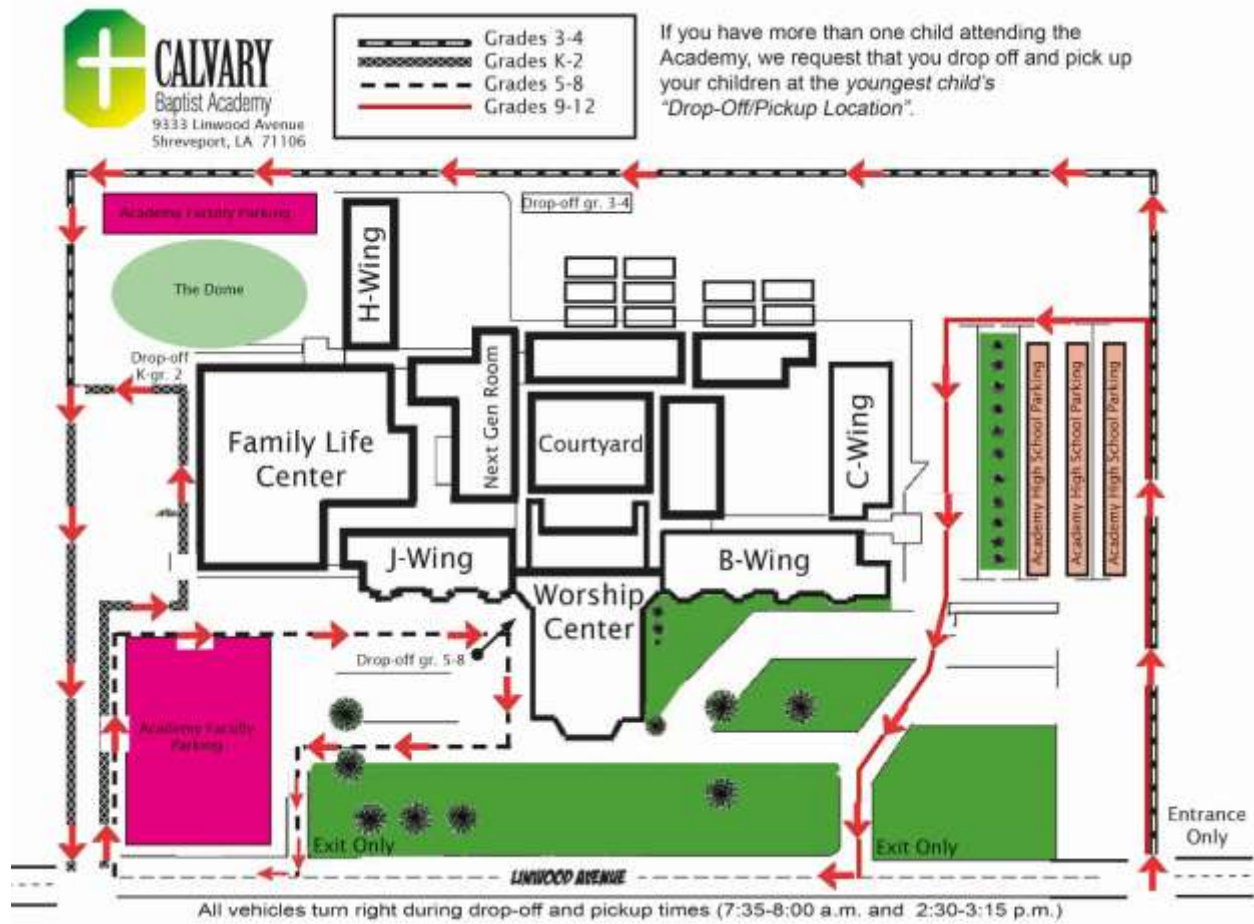 CALVARY
Baptist Academy
9333 Linwood Avenue
Shreveport, LA 71106
Grades 3-4
Grades K-2
Grades 5-8
Grades 9-12
If you have more than one child attending the
Academy, we request that you drop off and pick up
your children at the youngest child's
"Drop-Off/Pickup Location".
Academy Faculty Parking
Drop-off gr. 3-4
The Dome
H-Wing
Drop-off
K-gr. 2
Family Life
Center
Next Gen Room
Courtyard
C-Wing
Academy High School Parking
Academy High School Parking
Academy High School Parking
J-Wing
B-Wing
Worship
Center
Drop-off gr. 5-8
Academy Faculty
Parking
Exit Only
Exit Only
Entrance
Only
LINWOOD AVENUE
All vehicles turn right during drop-off and pickup times (7:35-8:00 a.m. and 2:30-3:15 p.m.)